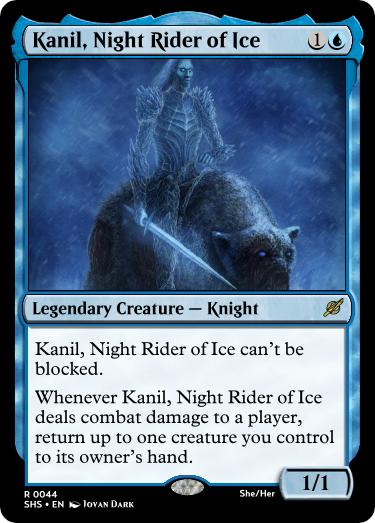 Kanil, Night Rider of Ice 1
Legendary Creature — Knight
Kanil, Night Rider of Ice can't be
blocked.
Whenever Kanil, Night Rider of Ice
deals combat damage to a player,
return up to one creature you control
to its owner's hand.
1/1
R 0044 She/Her
SHS • EN Jovan Dark